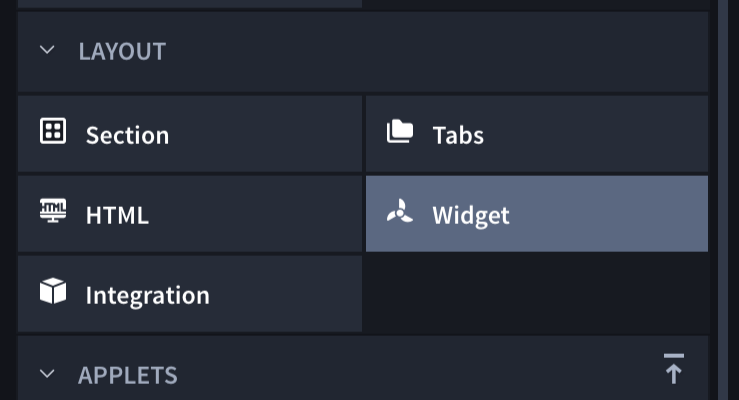 LAYOUT
Section
Tabs
HTML
HTML
Widget
Integration
APPLETS